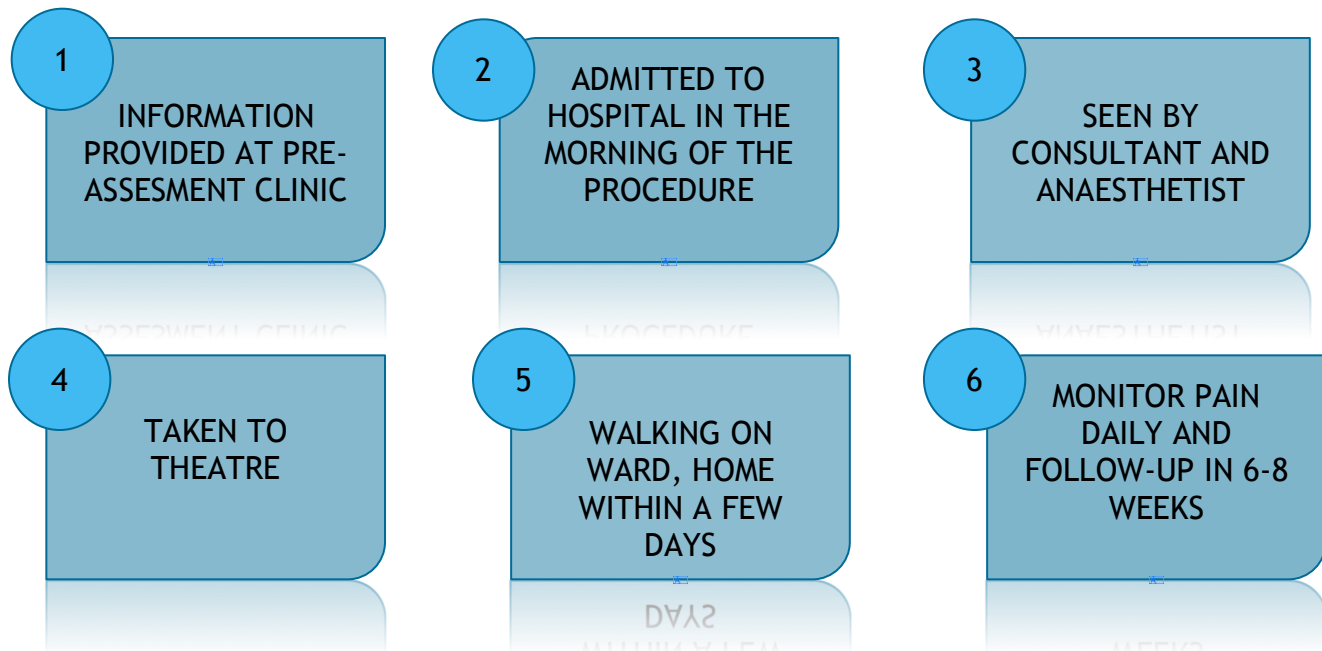 1
INFORMATION
PROVIDED AT PRE-
ASSESMENT CLINIC
2
ADMITTED TO
HOSPITAL IN THE
MORNING OF THE
PROCEDURE
3
SEEN BY
CONSULTANT AND
ANAESTHETIST
4
TAKEN TO
THEATRE
5
WALKING ON
WARD, HOME
WITHIN A FEW
DAYS
6
MONITOR PAIN
DAILY AND
FOLLOW-UP IN 6-8
WEEKS